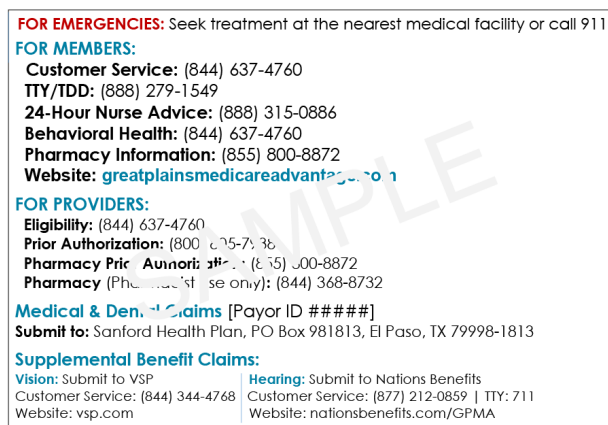 FOR EMERGENCIES: Seek treatment at the nearest medical facility or call 911
FOR MEMBERS:
Customer Service: (844) 637-4760
TTY/TDD: (888) 279-1549
24-Hour Nurse Advice: (888) 315-0886
Behavioral Health: (844) 637-4760
Pharmacy Information: (855) 800-8872
Website: greatplainsmedicareadvantage.com
FOR PROVIDERS:
Eligibility: (844) 637-4760
Prior Authorization: (800)
Pharmacy Prior Authorization: (855) 800-8872
Pharmacy (Pharmacist use only): (844) 368-8732
Medical & Dental Claims [Payor ID #####]
Submit to: Sanford Health Plan, PO Box 981813, El Paso, TX 79998-1813
Supplemental Benefit Claims:
Vision: Submit to VSP
Customer Service: (844) 344-4768
Website: vsp.com
Hearing: Submit to Nations Benefits
Customer Service: (877) 212-0859 | TTY: 711
Website: nationsbenefits.com/GPMA
SAMPLE